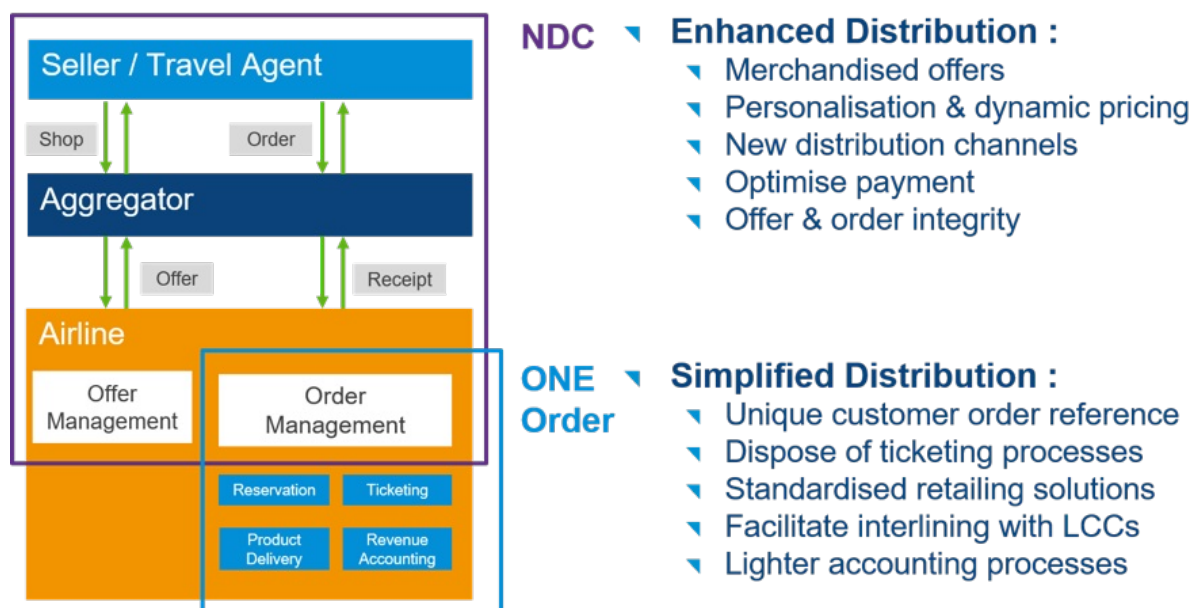 Seller / Travel Agent
Shop
Order
Aggregator
Offer
Receipt
Airline
Offer
Management
Order
Management
Reservation
Ticketing
Product
Delivery
Revenue
Accounting
NDC
Enhanced Distribution :
Merchandised offers
Personalisation & dynamic pricing
New distribution channels
Optimise payment
Offer & order integrity
ONE
Order
Simplified Distribution :
Unique customer order reference
Dispose of ticketing processes
Standardised retailing solutions
Facilitate interlining with LCCs
Lighter accounting processes